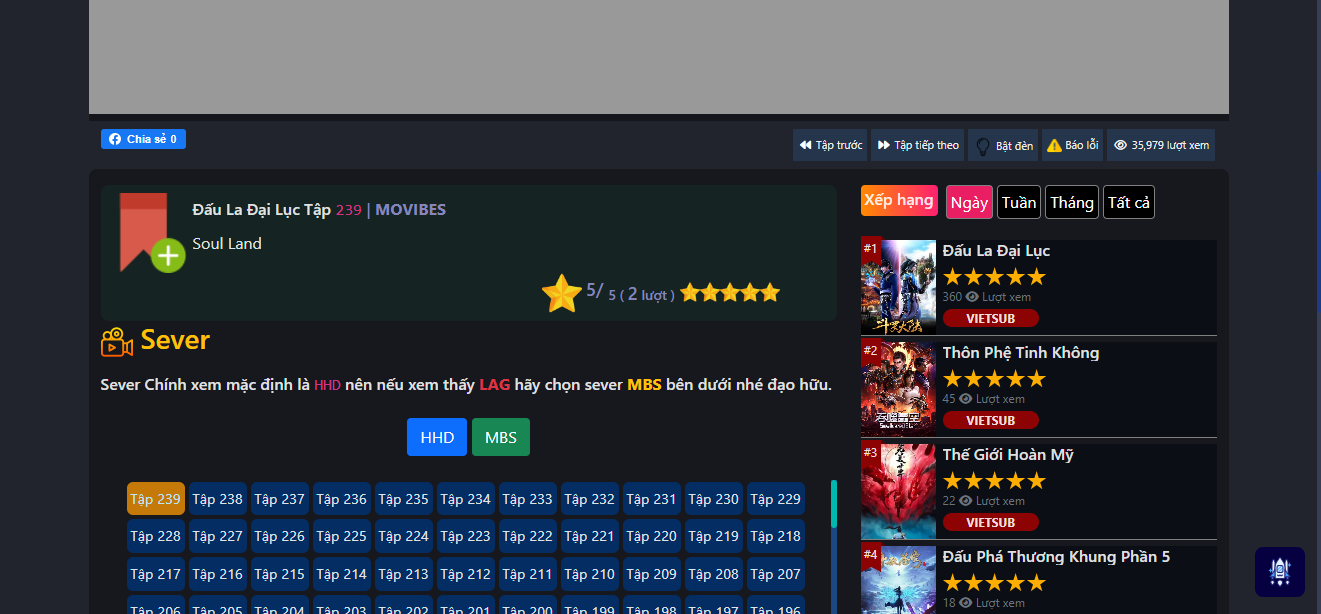 Chia sẻ 0
Tập trước
Tập tiếp theo
Bật đèn
Báo lỗi
35,979 lượt xem
Đấu La Đại Lục Tập 239 | MOVIBES
Soul Land
5/ 5 ( 2 lượt )
Sever
Sever Chính xem mặc định là HHD nên nếu xem thấy LAG hãy chọn sever MBS bên dưới nhé đạo hữu.
HHD MBS
Tập 239 Tập 238 Tập 237 Tập 236 Tập 235 Tập 234 Tập 233 Tập 232 Tập 231 Tập 230 Tập 229
Tập 228 Tập 227 Tập 226 Tập 225 Tập 224 Tập 223 Tập 222 Tập 221 Tập 220 Tập 219 Tập 218
Tập 217 Tập 216 Tập 215 Tập 214 Tập 213 Tập 212 Tập 211 Tập 210 Tập 209 Tập 208 Tập 207
Tập 206 Tập 205 Tập 204 Tập 203 Tập 202 Tập 201 Tập 200 Tập 199 Tập 198 Tập 197 Tập 196
Xếp hạng Ngày Tuần Tháng Tất cả
#1
斗罗大陆
Đấu La Đại Lục
360 Lượt xem
VIETSUB
#2
吞噬星空
Thôn Phệ Tinh Không
45 Lượt xem
VIETSUB
#3
Thế Giới Hoàn Mỹ
22 Lượt xem
VIETSUB
#4
Đấu Phá Thương Khung Phần 5
18 Lượt xem